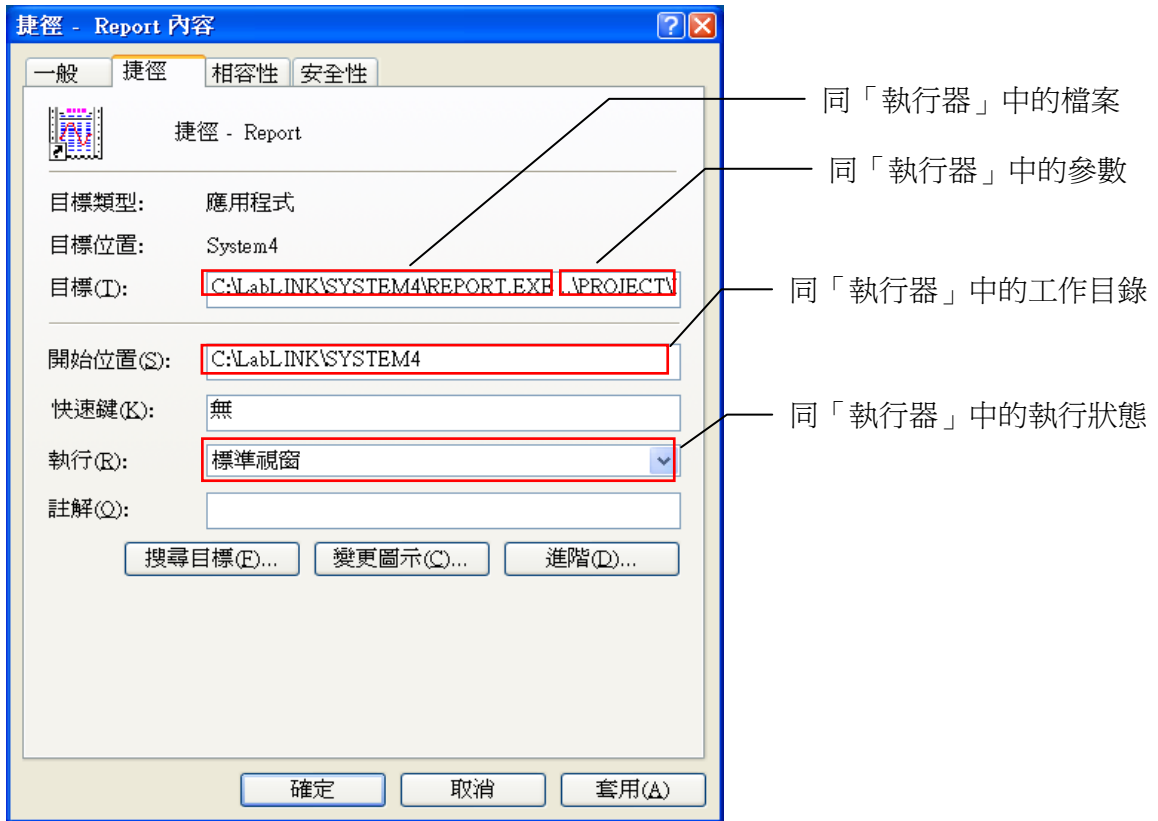 捷徑 - Report 內容
一般 捷徑 相容性 安全性
捷徑 - Report
同「執行器」中的檔案
同「執行器」中的參數
目標類型: 應用程式
目標位置: System4
目標(T): C:\LabLINK\SYSTEM4\REPORT.EXE ..\PROJECT\
同「執行器」中的工作目錄
開始位置(S): C:\LabLINK\SYSTEM4
快速鍵(K): 無
同「執行器」中的執行狀態
執行(R): 標準視窗
註解(O):
搜尋目標(F)... 變更圖示(C)... 進階(D)...
確定 取消 套用(A)